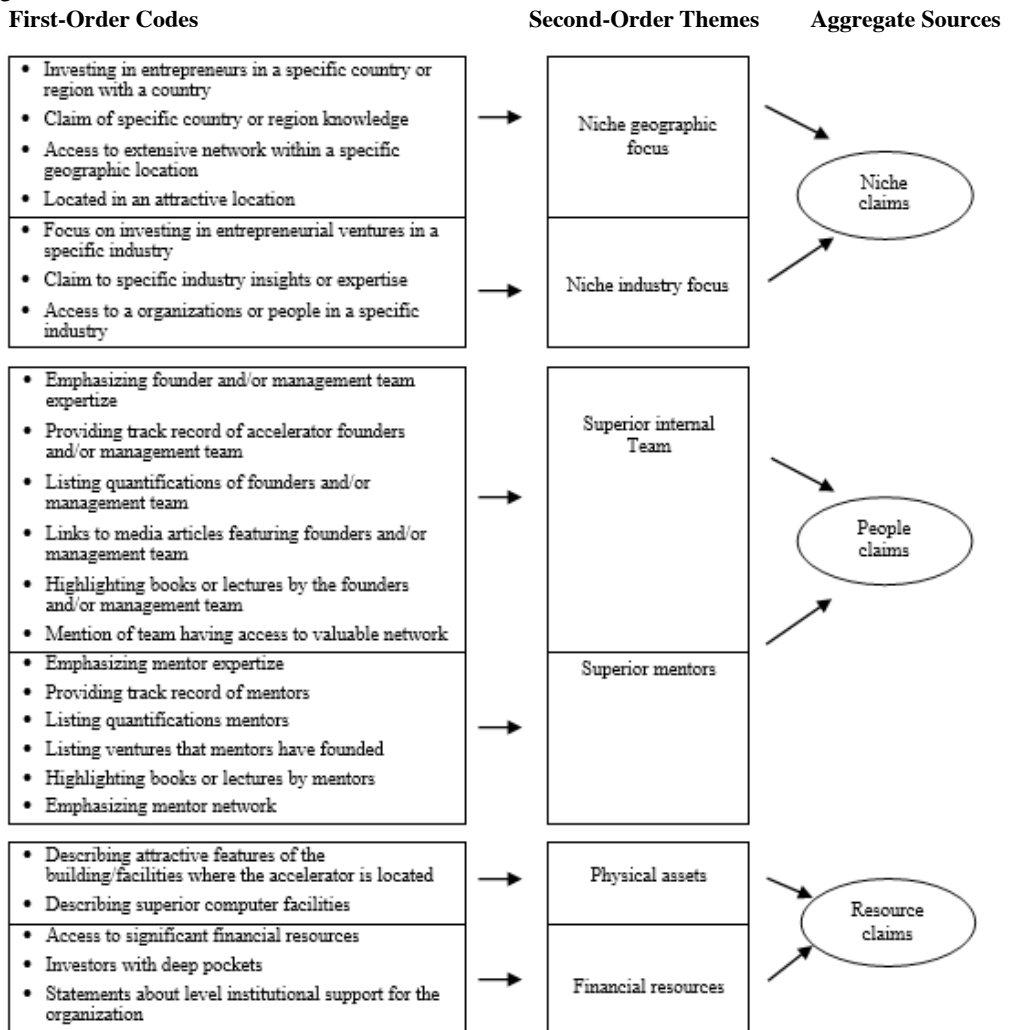 First-Order Codes
Second-Order Themes
Aggregate Sources
• Investing in entrepreneurs in a specific country or
region with a country
• Claim of specific country or region knowledge
• Access to extensive network within a specific
geographic location
• Located in an attractive location
Niche geographic
focus
• Focus on investing in entrepreneurial ventures in a
specific industry
• Claim to specific industry insights or expertise
• Access to a organizations or people in a specific
industry
Niche industry focus
Niche
claims
• Emphasizing founder and/or management team
expertize
• Providing track record of accelerator founders
and/or management team
• Listing quantifications of founders and/or
management team
• Links to media articles featuring founders and/or
management team
• Highlighting books or lectures by the founders
and/or management team
• Mention of team having access to valuable network
Superior internal
Team
• Emphasizing mentor expertize
• Providing track record of mentors
• Listing quantifications mentors
• Listing ventures that mentors have founded
• Highlighting books or lectures by mentors
• Emphasizing mentor network
Superior mentors
People
claims
• Describing attractive features of the
building/facilities where the accelerator is located
• Describing superior computer facilities
Physical assets
• Access to significant financial resources
• Investors with deep pockets
• Statements about level institutional support for the
organization
Financial resources
Resource
claims